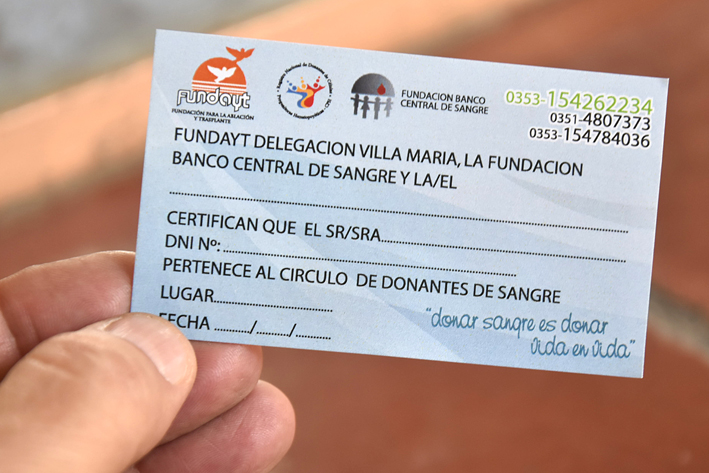 fundayt
FUNDACIÓN PARA LA ABLACIÓN
Y TRASPLANTE
FUNDACION BANCO
CENTRAL DE SANGRE
0353-154262234
0351-4807373
0353-154784036
FUNDAYT DELEGACION VILLA MARIA, LA FUNDACION
BANCO CENTRAL DE SANGRE Y LA/EL
CERTIFICAN QUE EL SR/SRA
DNI Nº:
PERTENECE AL CIRCULO DE DONANTES DE SANGRE
LUGAR
FECHA ........../........../..........
"donar sangre es donar
vida en vida"